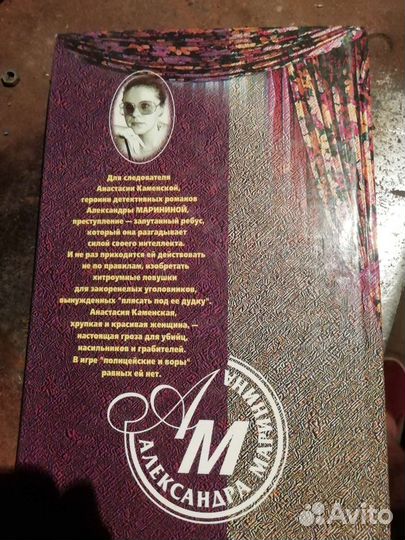 Для следователя
Анастасии Каменской,
героини детективных романов
Александры МАРИНИНОЙ,
преступление — запутанный ребус,
который она разгадывает
силой своего интеллекта.
И не раз приходится ей действовать
не по правилам, изобретать
хитроумные ловушки
для закоренелых уголовников,
вынужденных "плясать под ее дудку".
Анастасия Каменская,
хрупкая и красивая женщина, —
настоящая гроза для убийц,
насильников и грабителей.
В игре "полицейские и воры"
равных ей нет.
АМ
АЛЕКСАНДРА МАРИНИНА
Avito